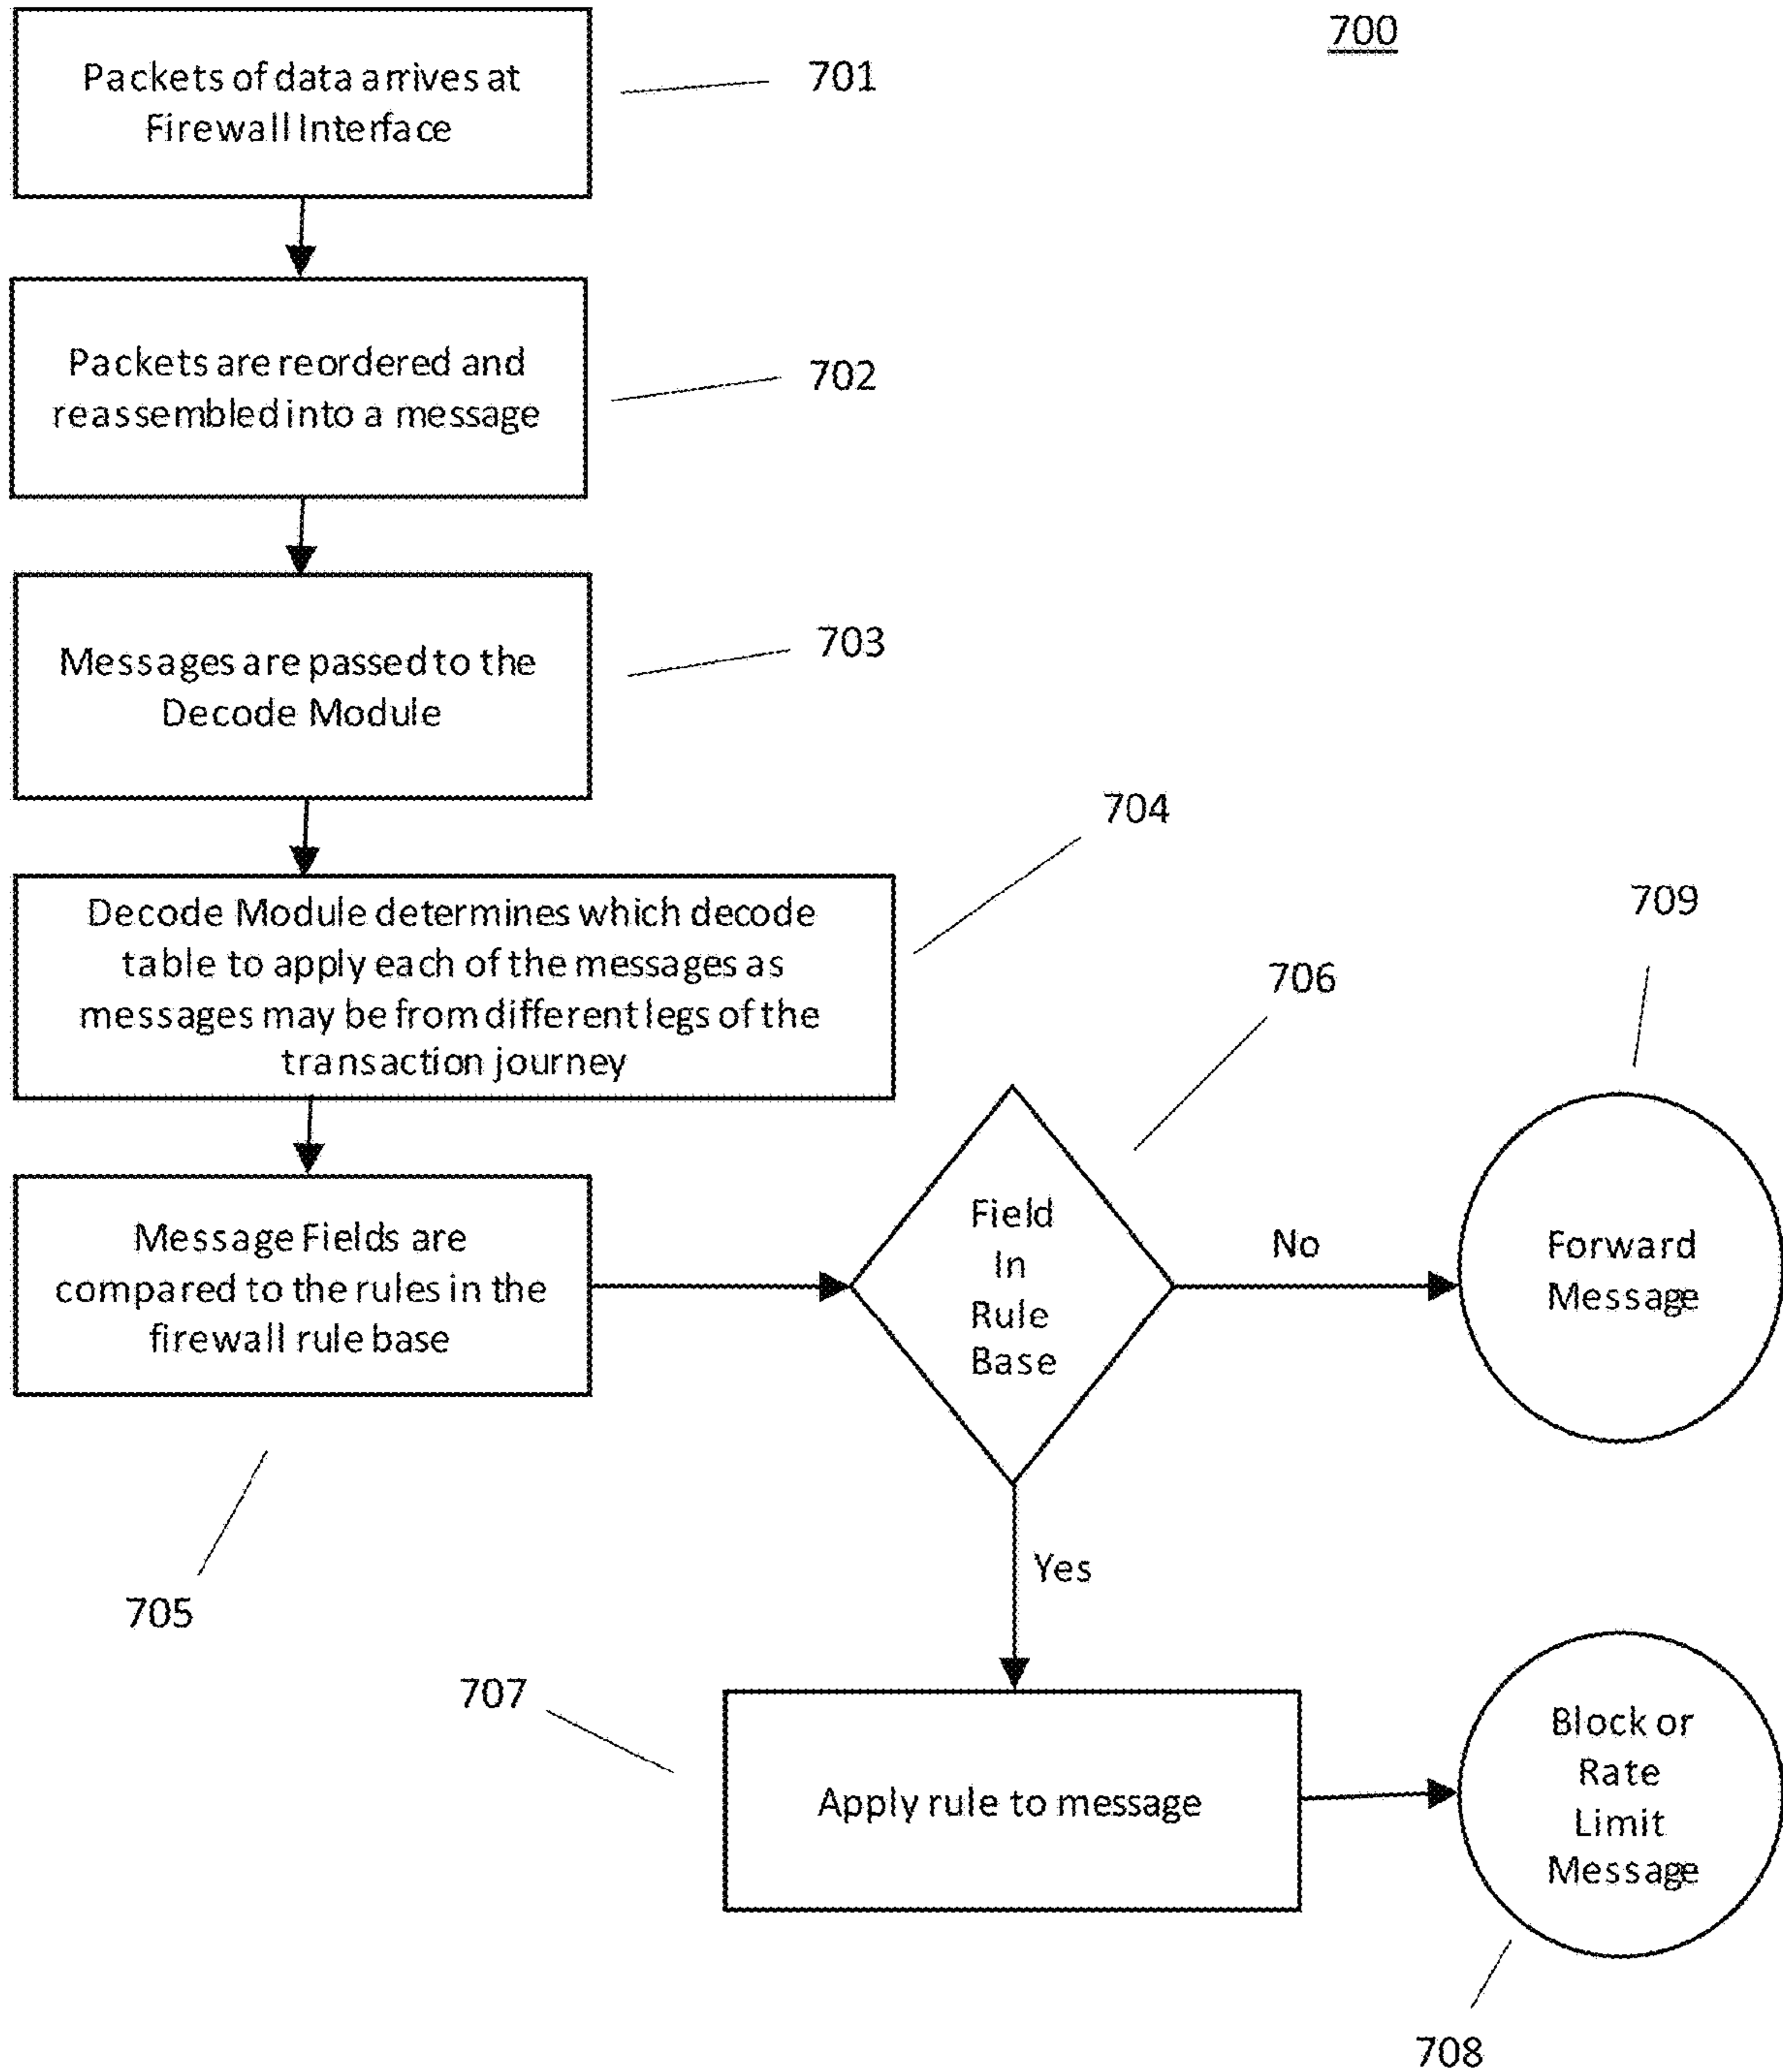 700
Packets of data arrives at
Firewall Interface
701
Packets are reordered and
reassembled into a message
702
Messages are passed to the
Decode Module
703
704
Decode Module determines which decode
table to apply each of the messages as
messages may be from different legs of the
transaction journey
709
706
Message Fields are
compared to the rules in the
firewall rule base
705
Field
In
Rule
Base
No
Forward
Message
Yes
707
Apply rule to message
Block or
Rate
Limit
Message
708